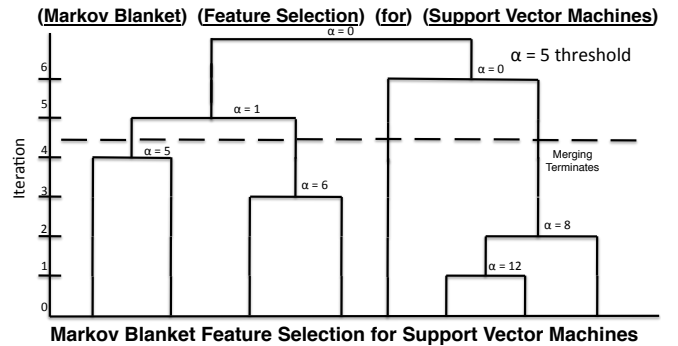 (Markov Blanket) (Feature Selection) (for) (Support Vector Machines)
α = 0
α = 5 threshold
6
α = 0
5
α = 1
Iteration
4
α = 5
Merging
Terminates
3
α = 6
2
α = 8
1
α = 12
0
Markov Blanket Feature Selection for Support Vector Machines